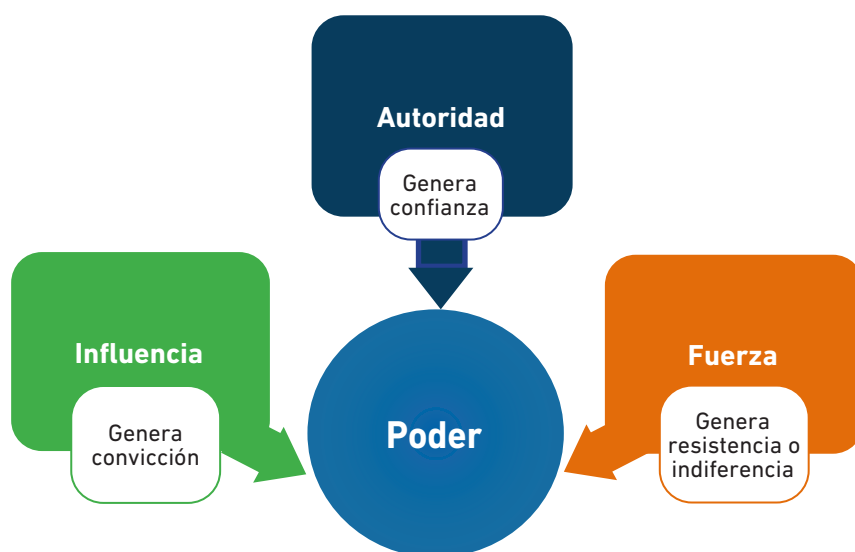 Autoridad
Genera
confianza
Influencia
Genera
convicción
Fuerza
Genera
resistencia o
indiferencia
Poder